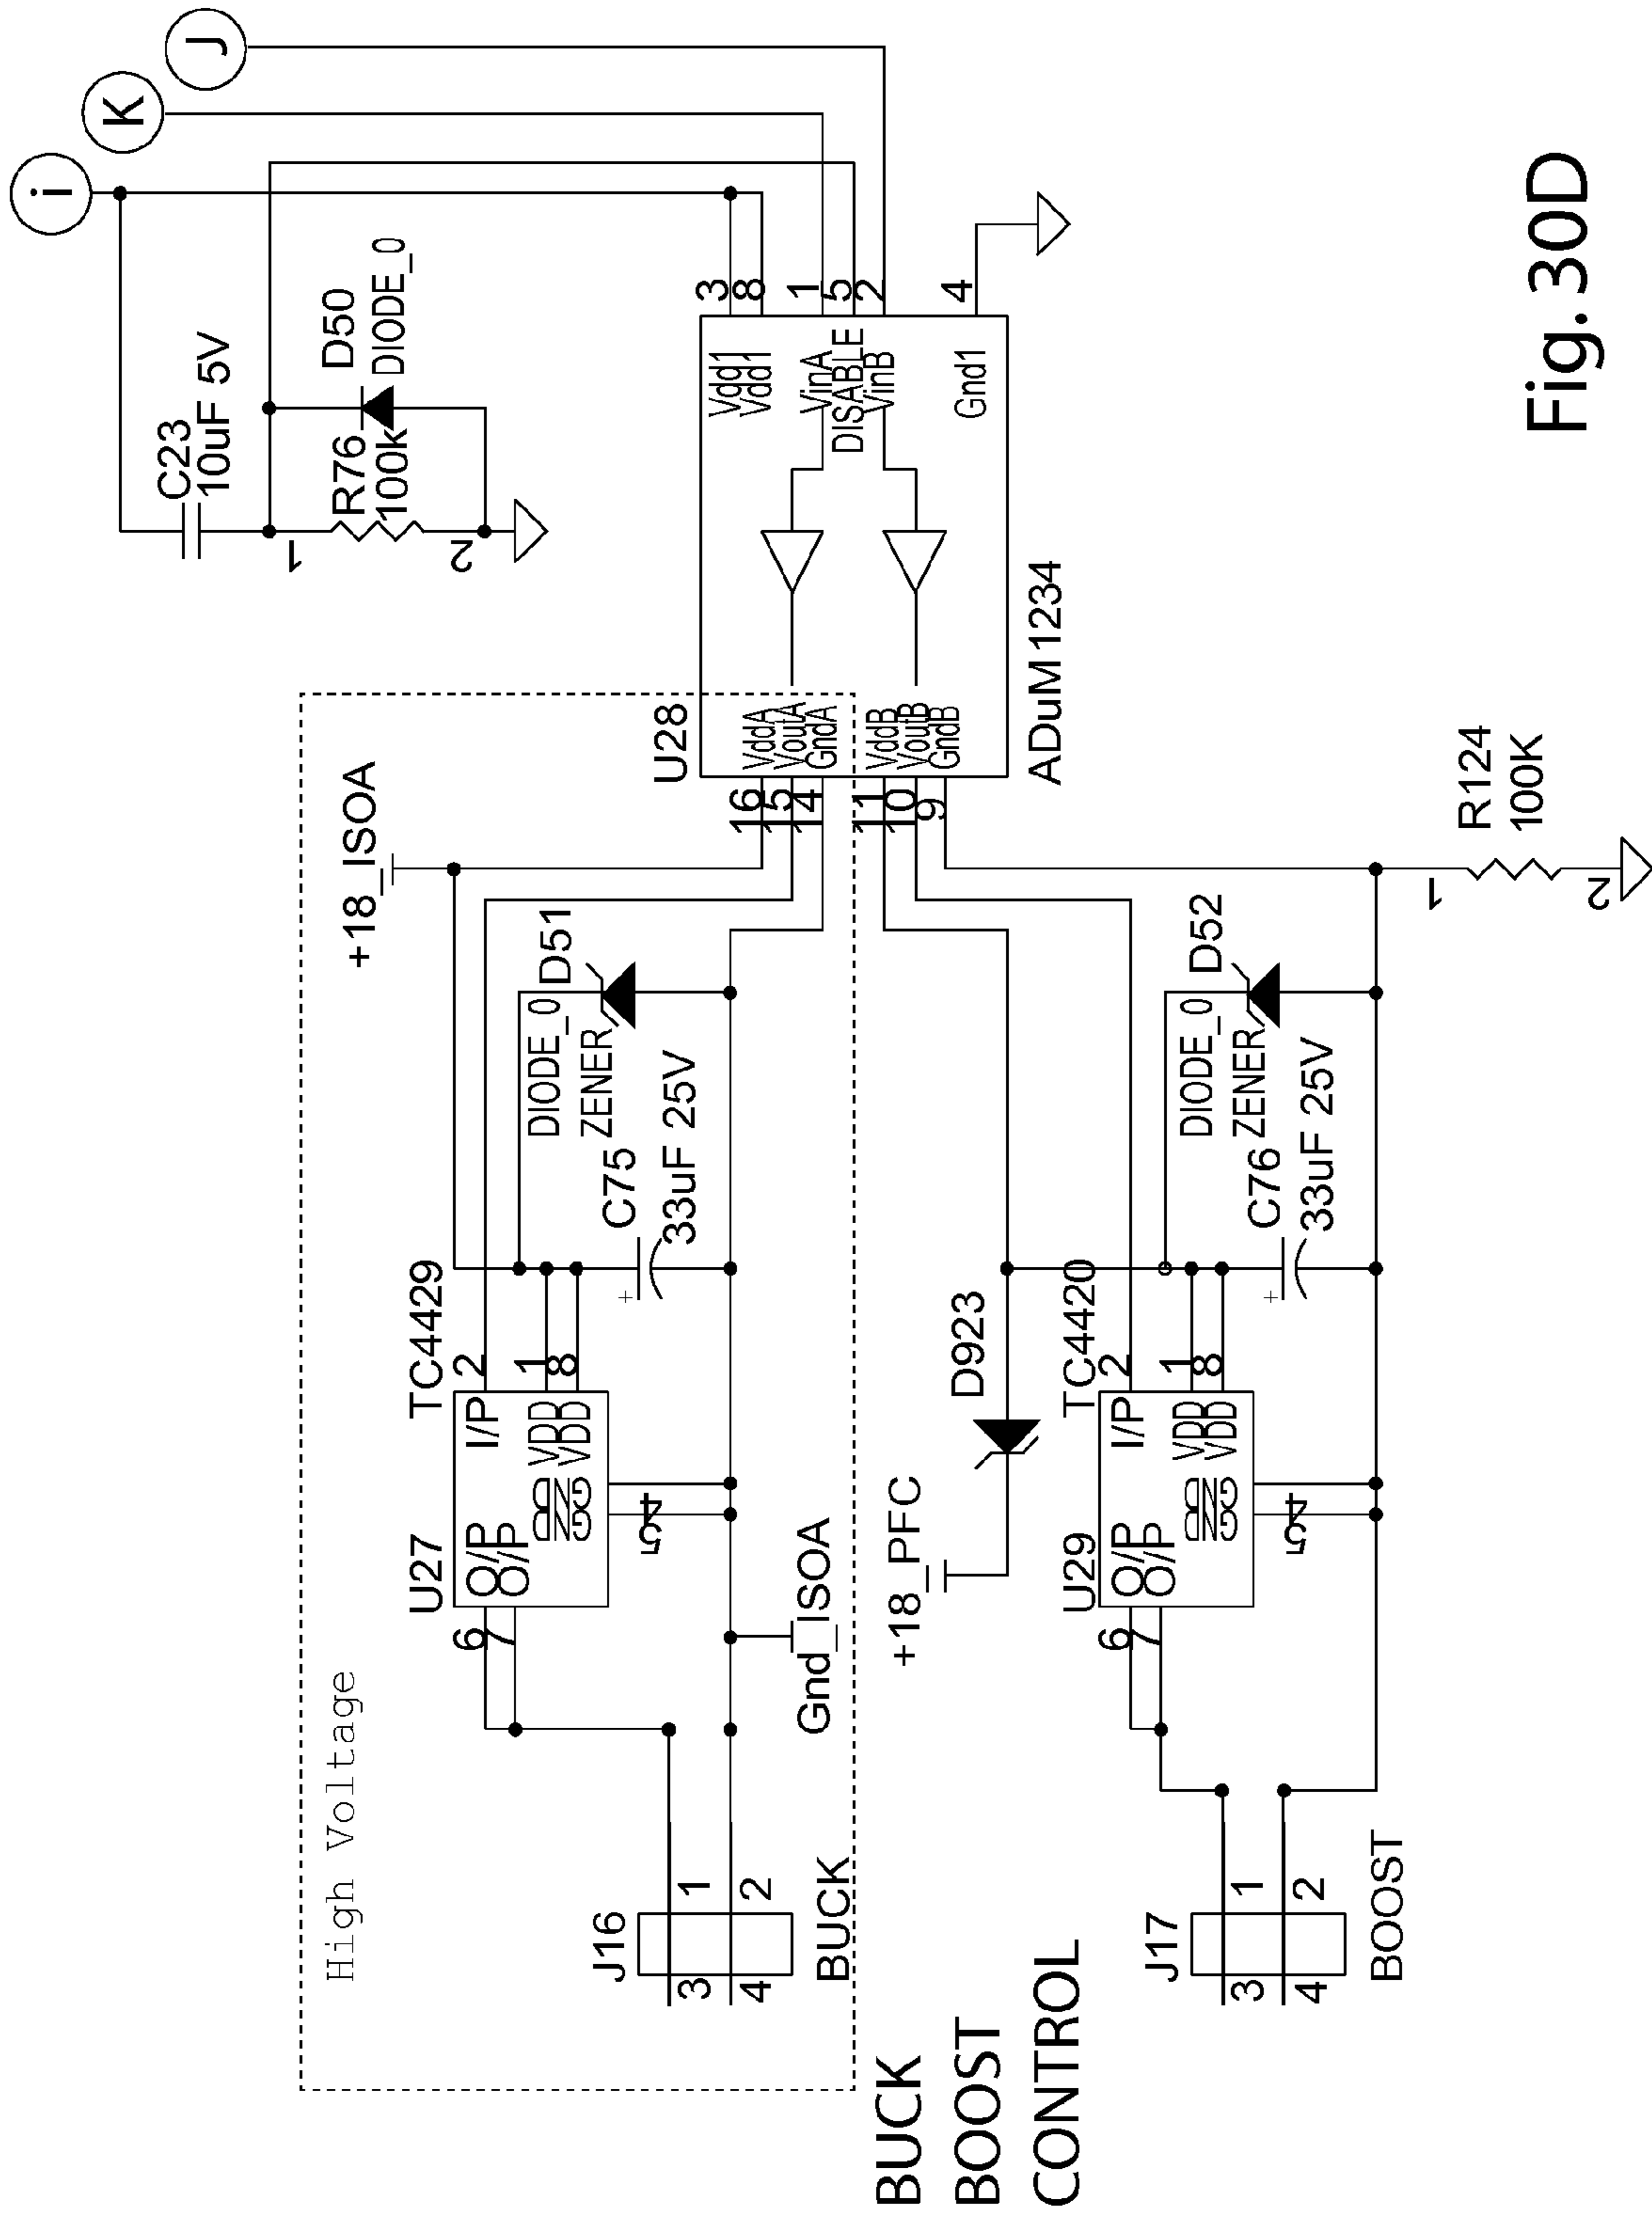 i
K
J
C23
10uF 5V
R76
100k
D50
DIODE_0
1
2
High Voltage
+18_ISOA
U28
VddA
VoutA
GndA
VddB
VoutB
GndB
16
15
14
11
10
9
Vdd1
Vdd1
VinA
DISABLE
VinB
Gnd1
3
8
1
5
2
4
ADuM1234
TC4429
U27
I/P
VDD
VDD
O/P
O/P
GND
GND
2
1
8
6
7
4
5
D51
DIODE_0
ZENER
C75
+
33uF 25V
Gnd_ISOA
J16
1
2
3
4
BUCK
+18_PFC
D923
TC4420
U29
I/P
VDD
VDD
O/P
O/P
GND
GND
2
1
8
6
7
4
5
D52
DIODE_0
ZENER
C76
+
33uF 25V
R124
100K
1
2
J17
1
2
3
4
BOOST
BUCK
BOOST
CONTROL
Fig. 30D